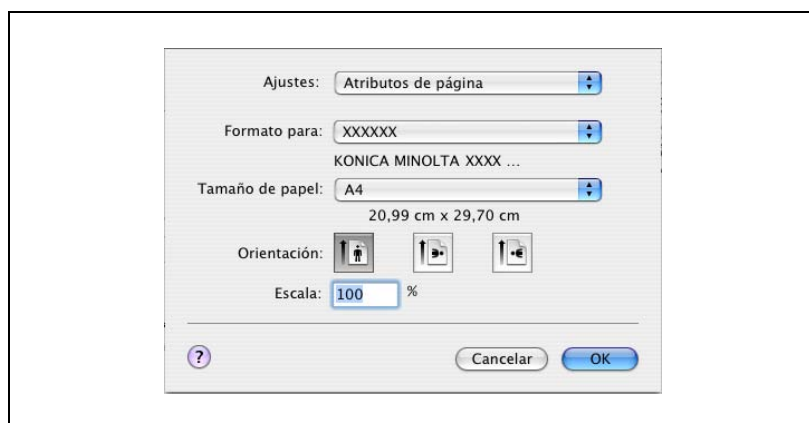 Ajustes: Atributos de página
Formato para: XXXXXX
KONICA MINOLTA XXXX ...
Tamaño de papel: A4
20,99 cm x 29,70 cm
Orientación:
Escala: 100 %
? Cancelar OK